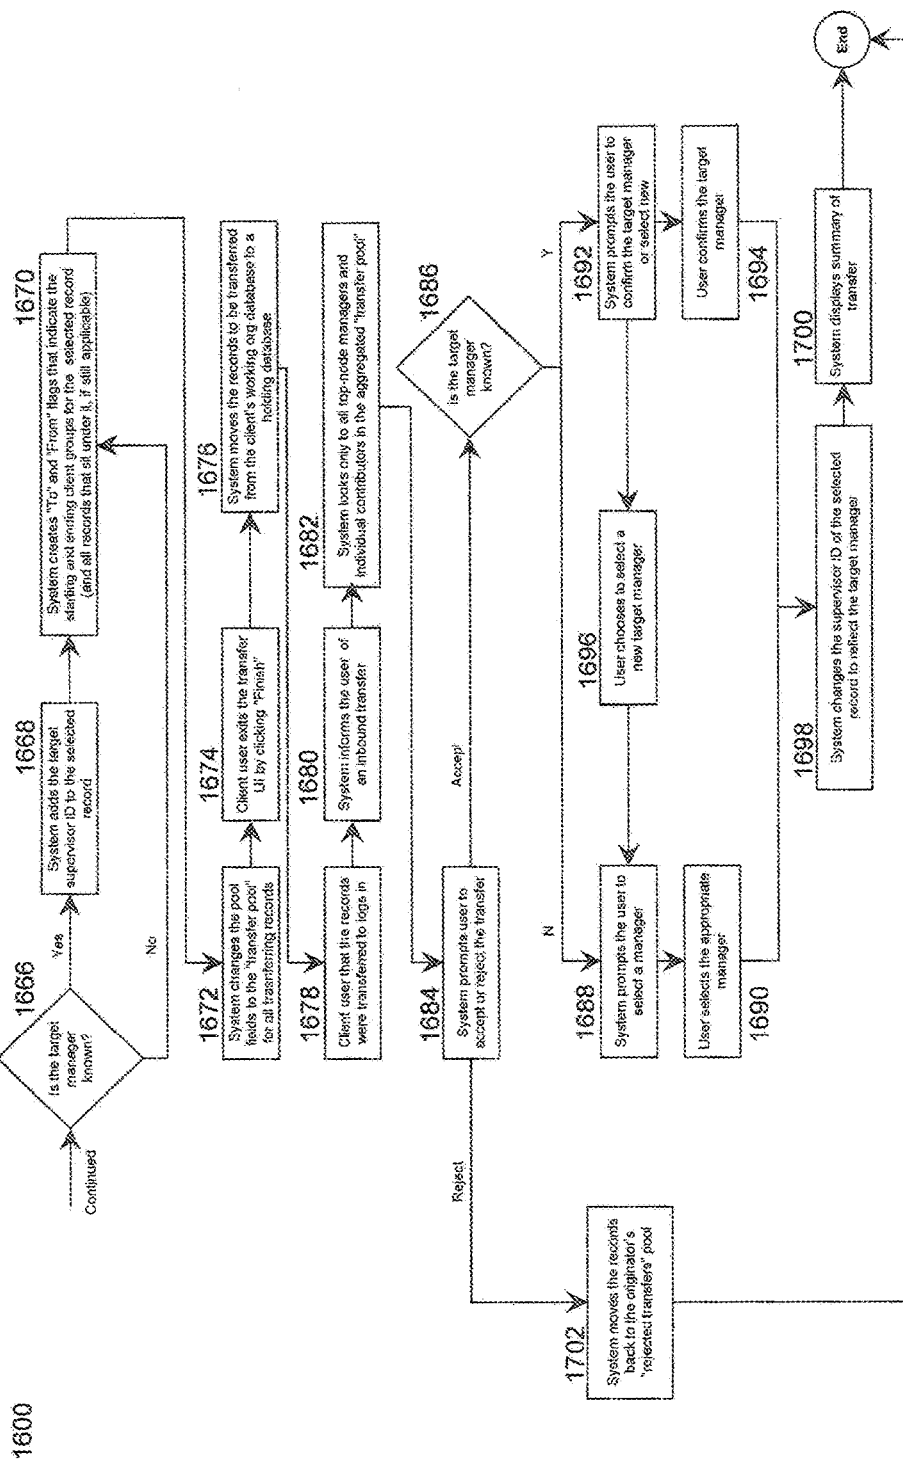 1600
Continued
1666
Is the target
manager
known?
Yes
No
1668
System adds the target
supervisor ID to the selected
record
1670
System creates "To" and "From" flags that indicate the
starting and ending client groups for the selected record
(and all records that sit under it, if still applicable)
1672
System changes the pool
fields to the "transfer pool"
for all transferring records
1674
Client user exits the transfer
UI by clicking "Finish"
1676
System moves the records to be transferred
from the client's working org database to a
holding database
1678
Client user that the records
were transferred to logs in
1680
System informs the user of
an inbound transfer
1682
System looks only to all top-node managers and
individual contributors in the aggregated "transfer pool"
1684
System prompts user to
accept or reject the transfer
Reject
Accept
1686
Is the target
manager
known?
N
Y
1688
System prompts the user to
select a manager
1690
User selects the appropriate
manager
1696
User chooses to select a
new target manager
1692
System prompts the user to
confirm the target manager
or select new
User confirms the target
manager
1694
1698
System changes the supervisor ID of the selected
record to reflect the target manager
1700
System displays summary of
transfer
End
1702
System moves the records
back to the originator's
"rejected transfers" pool